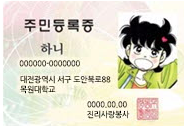 주민등록증
하니
000000-0000000
대전광역시 서구 도안북로88
목원대학교
0000.00.00
진리사랑봉사